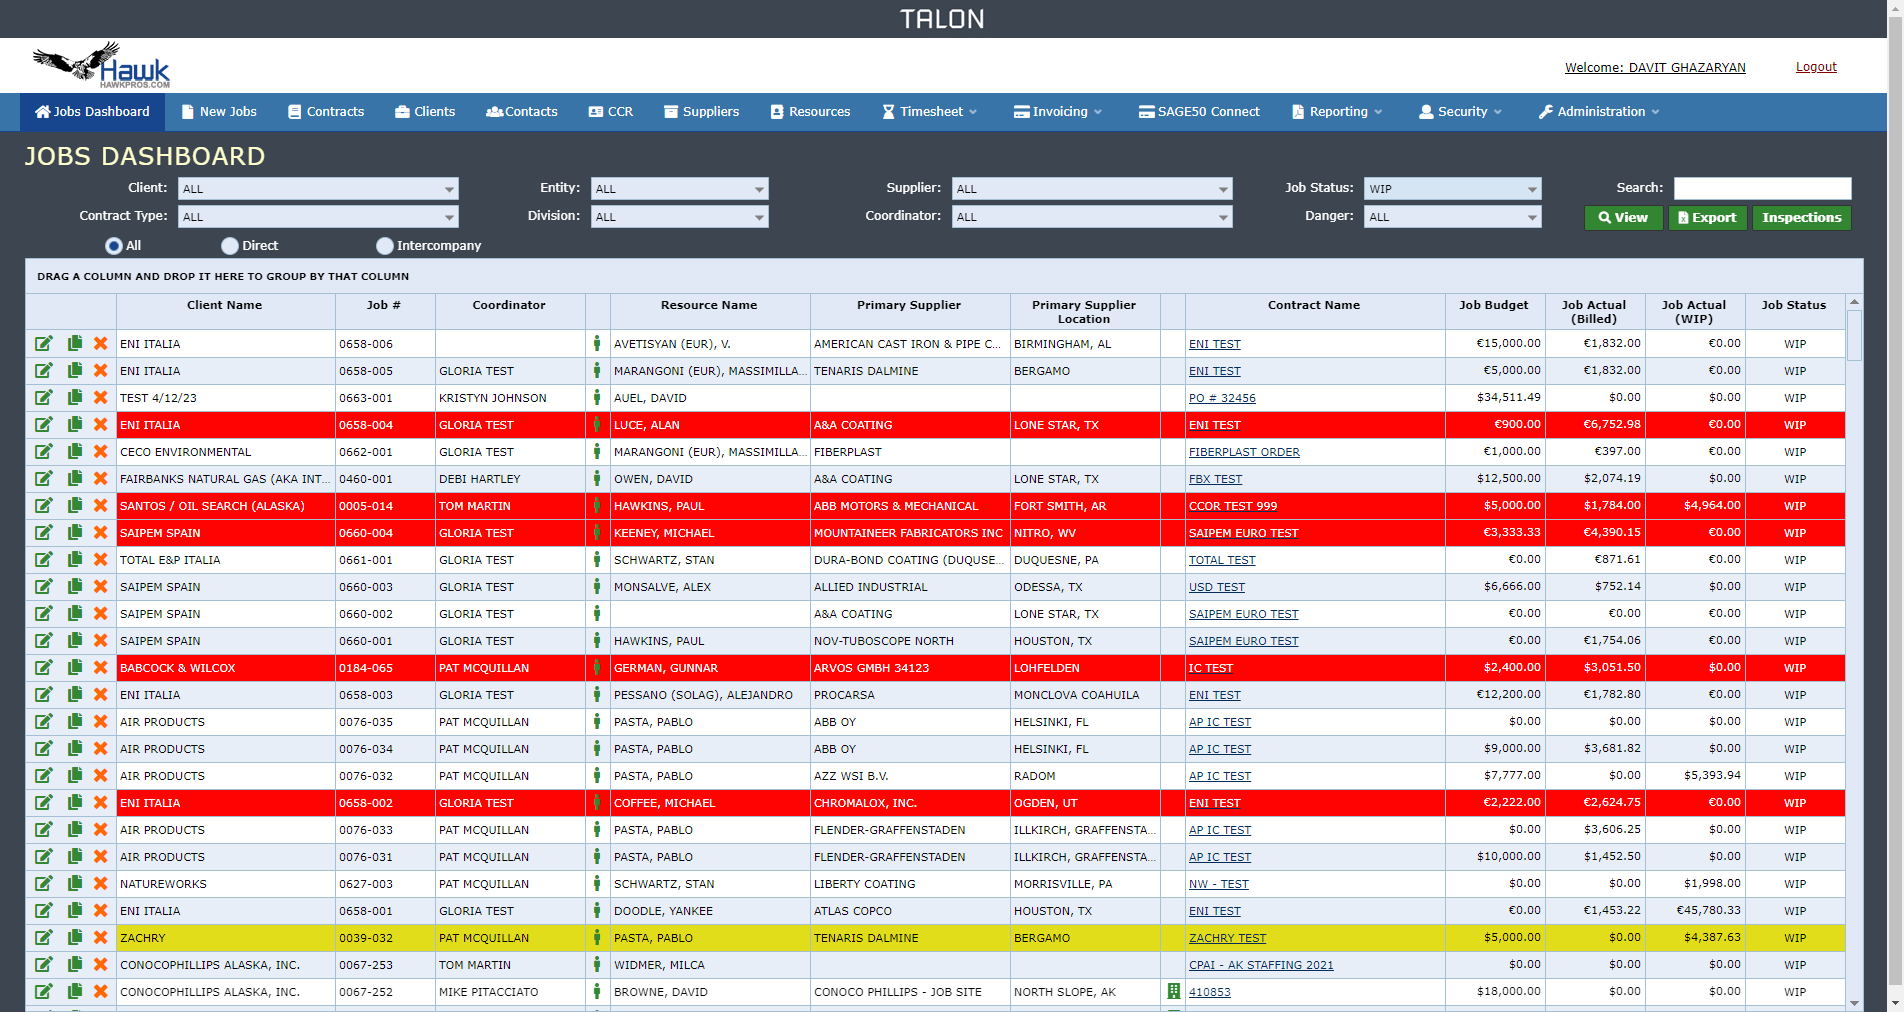 TALON
Hawk
HAWKPROS.COM
Welcome: DAVIT GHAZARYAN Logout
Jobs Dashboard New Jobs Contracts Clients Contacts CCR Suppliers Resources Timesheet Invoicing SAGE50 Connect Reporting Security Administration
JOBS DASHBOARD
Client: ALL Entity: ALL Supplier: ALL Job Status: WIP Search:
Contract Type: ALL Division: ALL Coordinator: ALL Danger: ALL View Export Inspections
All Direct Intercompany
DRAG A COLUMN AND DROP IT HERE TO GROUP BY THAT COLUMN
Client Name Job # Coordinator Resource Name Primary Supplier Primary Supplier Location Contract Name Job Budget Job Actual (Billed) Job Actual (WIP) Job Status
ENI ITALIA 0658-006 AVETISYAN (EUR), V. AMERICAN CAST IRON & PIPE C... BIRMINGHAM, AL ENI TEST €15,000.00 €1,832.00 €0.00 WIP
ENI ITALIA 0658-005 GLORIA TEST MARANGONI (EUR), MASSIMILLA... TENARIS DALMINE BERGAMO ENI TEST €5,000.00 €1,832.00 €0.00 WIP
TEST 4/12/23 0663-001 KRISTYN JOHNSON AUEL, DAVID PO # 32456 $34,511.49 $0.00 $0.00 WIP
ENI ITALIA 0658-004 GLORIA TEST LUCE, ALAN A&A COATING LONE STAR, TX ENI TEST €900.00 €6,752.98 €0.00 WIP
CECO ENVIRONMENTAL 0662-001 GLORIA TEST MARANGONI (EUR), MASSIMILLA... FIBERPLAST FIBERPLAST ORDER €1,000.00 €397.00 €0.00 WIP
FAIRBANKS NATURAL GAS (AKA INT... 0460-001 DEBI HARTLEY OWEN, DAVID A&A COATING LONE STAR, TX FBX TEST $12,500.00 $2,074.19 $0.00 WIP
SANTOS / OIL SEARCH (ALASKA) 0005-014 TOM MARTIN HAWKINS, PAUL ABB MOTORS & MECHANICAL FORT SMITH, AR CCOR TEST 999 $5,000.00 $1,784.00 $4,964.00 WIP
SAIPEM SPAIN 0660-004 GLORIA TEST KEENEY, MICHAEL MOUNTAINEER FABRICATORS INC NITRO, WV SAIPEM EURO TEST €3,333.33 €4,390.15 €0.00 WIP
TOTAL E&P ITALIA 0661-001 GLORIA TEST SCHWARTZ, STAN DURA-BOND COATING (DUQUSE... DUQUESNE, PA TOTAL TEST €0.00 €871.61 €0.00 WIP
SAIPEM SPAIN 0660-003 GLORIA TEST MONSALVE, ALEX ALLIED INDUSTRIAL ODESSA, TX USD TEST $6,666.00 $752.14 $0.00 WIP
SAIPEM SPAIN 0660-002 GLORIA TEST A&A COATING LONE STAR, TX SAIPEM EURO TEST €0.00 €0.00 €0.00 WIP
SAIPEM SPAIN 0660-001 GLORIA TEST HAWKINS, PAUL NOV-TUBOSCOPE NORTH HOUSTON, TX SAIPEM EURO TEST €0.00 €1,754.06 €0.00 WIP
BABCOCK & WILCOX 0184-065 PAT MCQUILLAN GERMAN, GUNNAR ARVOS GMBH 34123 LOHFELDEN IC TEST $2,400.00 $3,051.50 $0.00 WIP
ENI ITALIA 0658-003 GLORIA TEST PESSANO (SOLAG), ALEJANDRO PROCARSA MONCLOVA COAHUILA ENI TEST €12,200.00 €1,782.80 €0.00 WIP
AIR PRODUCTS 0076-035 PAT MCQUILLAN PASTA, PABLO ABB OY HELSINKI, FL AP IC TEST $0.00 $0.00 $0.00 WIP
AIR PRODUCTS 0076-034 PAT MCQUILLAN PASTA, PABLO ABB OY HELSINKI, FL AP IC TEST $9,000.00 $3,681.82 $0.00 WIP
AIR PRODUCTS 0076-032 PAT MCQUILLAN PASTA, PABLO AZZ WSI B.V. RADOM AP IC TEST $7,777.00 $0.00 $5,393.94 WIP
ENI ITALIA 0658-002 GLORIA TEST COFFEE, MICHAEL CHROMALOX, INC. OGDEN, UT ENI TEST €2,222.00 €2,624.75 €0.00 WIP
AIR PRODUCTS 0076-033 PAT MCQUILLAN PASTA, PABLO FLENDER-GRAFFENSTADEN ILLKIRCH, GRAFFENSTA... AP IC TEST $0.00 $3,606.25 $0.00 WIP
AIR PRODUCTS 0076-031 PAT MCQUILLAN PASTA, PABLO FLENDER-GRAFFENSTADEN ILLKIRCH, GRAFFENSTA... AP IC TEST $10,000.00 $1,452.50 $0.00 WIP
NATUREWORKS 0627-003 PAT MCQUILLAN SCHWARTZ, STAN LIBERTY COATING MORRISVILLE, PA NW - TEST $0.00 $0.00 $1,998.00 WIP
ENI ITALIA 0658-001 GLORIA TEST DOODLE, YANKEE ATLAS COPCO HOUSTON, TX ENI TEST €0.00 €1,453.22 €45,780.33 WIP
ZACHRY 0039-032 PAT MCQUILLAN PASTA, PABLO TENARIS DALMINE BERGAMO ZACHRY TEST $5,000.00 $0.00 $4,387.63 WIP
CONOCOPHILLIPS ALASKA, INC. 0067-253 TOM MARTIN WIDMER, MILCA CPAI - AK STAFFING 2021 $0.00 $0.00 $0.00 WIP
CONOCOPHILLIPS ALASKA, INC. 0067-252 MIKE PITACCIATO BROWNE, DAVID CONOCO PHILLIPS - JOB SITE NORTH SLOPE, AK 410853 $18,000.00 $0.00 $0.00 WIP